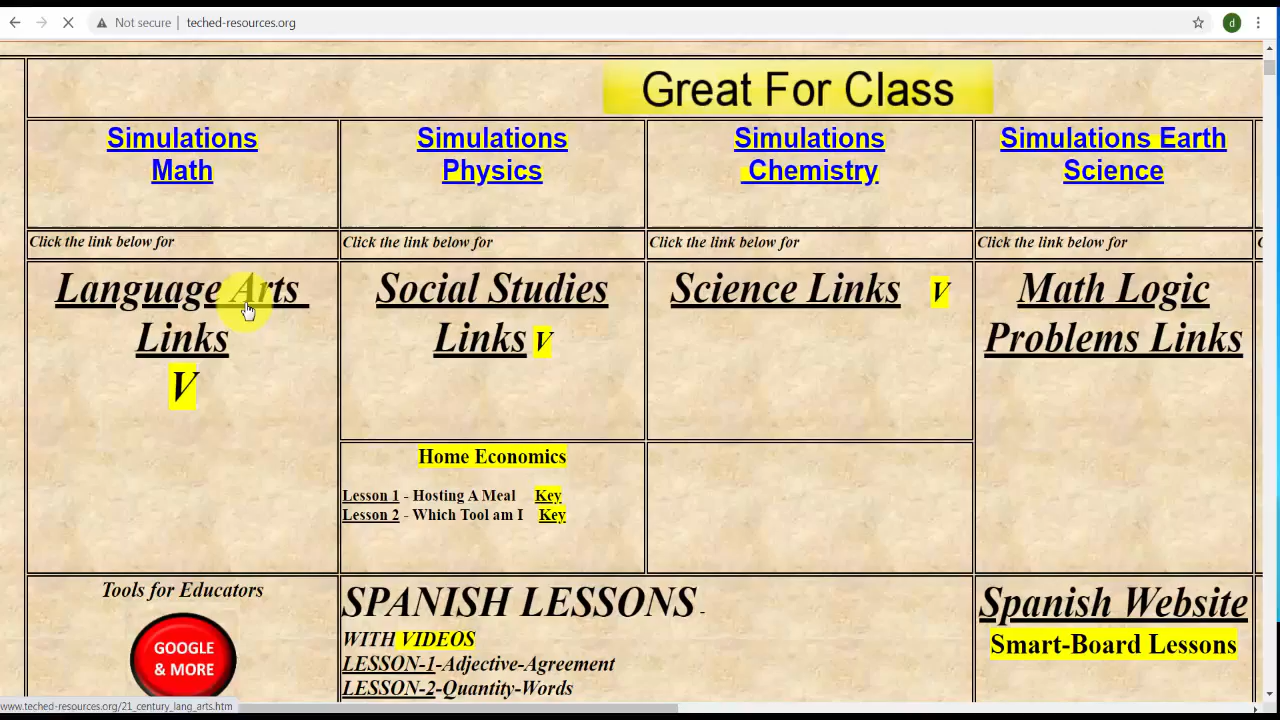 Not secure | teched-resources.org
d
Great For Class
Simulations
Math
Simulations
Physics
Simulations
Chemistry
Simulations Earth
Science
Click the link below for
Click the link below for
Click the link below for
Click the link below for
Language Arts
Links
V
Social Studies
Links V
Science Links V
Math Logic
Problems Links
Home Economics
Lesson 1 - Hosting A Meal Key
Lesson 2 - Which Tool am I Key
Tools for Educators
GOOGLE
& MORE
SPANISH LESSONS -
WITH VIDEOS
LESSON-1-Adjective-Agreement
LESSON-2-Quantity-Words
Spanish Website
Smart-Board Lessons
www.teched-resources.org/21_century_lang_arts.htm